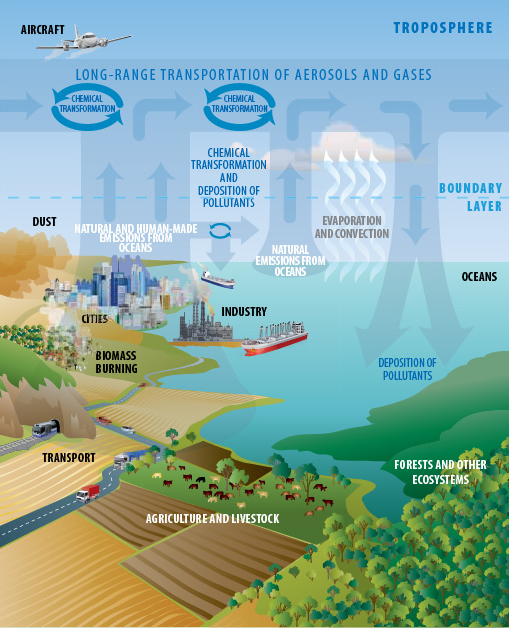 AIRCRAFT
TROPOSPHERE
LONG-RANGE TRANSPORTATION OF AEROSOLS AND GASES
CHEMICAL
TRANSFORMATION
CHEMICAL
TRANSFORMATION
CHEMICAL
TRANSFORMATION
AND
DEPOSITION OF
POLLUTANTS
BOUNDARY
LAYER
DUST
NATURAL AND HUMAN-MADE
EMISSIONS FROM
OCEANS
EVAPORATION
AND CONVECTION
NATURAL
EMISSIONS FROM
OCEANS
OCEANS
CITIES
INDUSTRY
BIOMASS
BURNING
DEPOSITION OF
POLLUTANTS
TRANSPORT
FORESTS AND OTHER
ECOSYSTEMS
AGRICULTURE AND LIVESTOCK